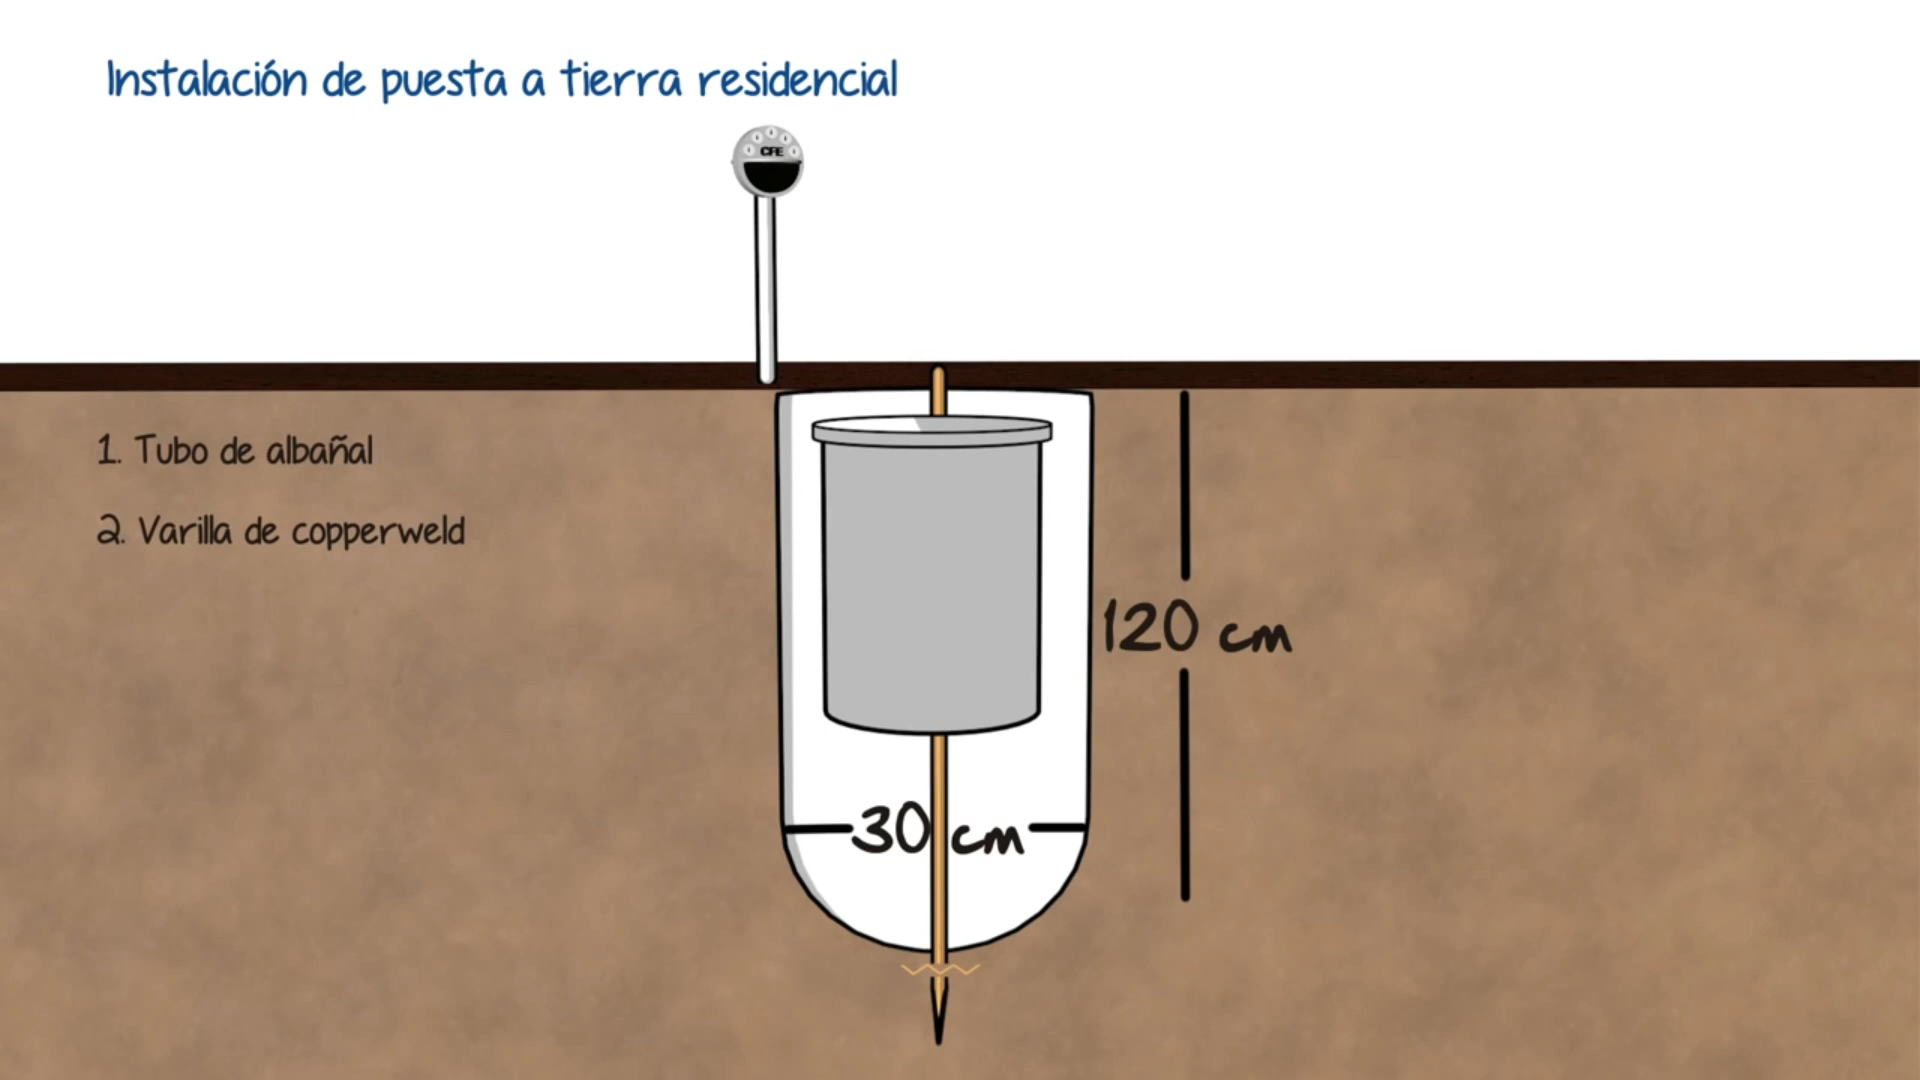 Instalación de puesta a tierra residencial
CFE
1. Tubo de albañal
2. Varilla de copperweld
120 cm
30 cm